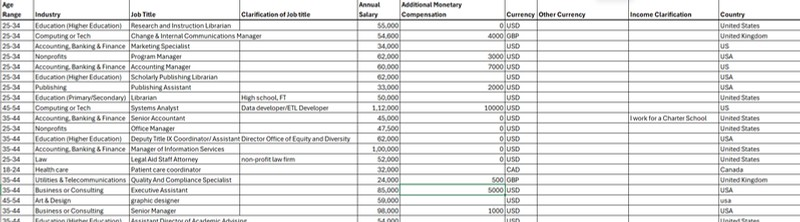 Age Annual Additional Monetary
Range Industry Job Title Clarification of Job title Salary Compensation Currency Other Currency Income Clarification Country
25-34 Education (Higher Education) Research and Instruction Librarian 55,000 0 USD United States
25-34 Computing or Tech Change & Internal Communications Manager 54,600 4000 GBP United Kingdom
25-34 Accounting, Banking & Finance Marketing Specialist 34,000 USD US
25-34 Nonprofits Program Manager 62,000 3000 USD USA
25-34 Accounting, Banking & Finance Accounting Manager 60,000 7000 USD US
25-34 Education (Higher Education) Scholarly Publishing Librarian 62,000 USD USA
25-34 Publishing Publishing Assistant 33,000 2000 USD USA
25-34 Education (Primary/Secondary) Librarian High school, FT 50,000 USD United States
45-54 Computing or Tech Systems Analyst Data developer/ETL Developer 1,12,000 10000 USD US
35-44 Accounting, Banking & Finance Senior Accountant 45,000 0 USD I work for a Charter School United States
25-34 Nonprofits Office Manager 47,500 0 USD United States
35-44 Education (Higher Education) Deputy Title IX Coordinator/ Assistant Director Office of Equity and Diversity 62,000 0 USD USA
35-44 Accounting, Banking & Finance Manager of Information Services 1,00,000 0 USD United States
25-34 Law Legal Aid Staff Attorney non-profit law firm 52,000 0 USD United States
18-24 Health care Patient care coordinator 32,000 CAD Canada
35-44 Utilities & Telecommunications Quality And Compliance Specialist 24,000 500 GBP United Kingdom
35-44 Business or Consulting Executive Assistant 85,000 5000 USD USA
45-54 Art & Design graphic designer 59,000 USD usa
35-44 Business or Consulting Senior Manager 98,000 1000 USD USA
35-44 Education (Higher Education) Assistant Director of Academic Advising 54,000 USD United States